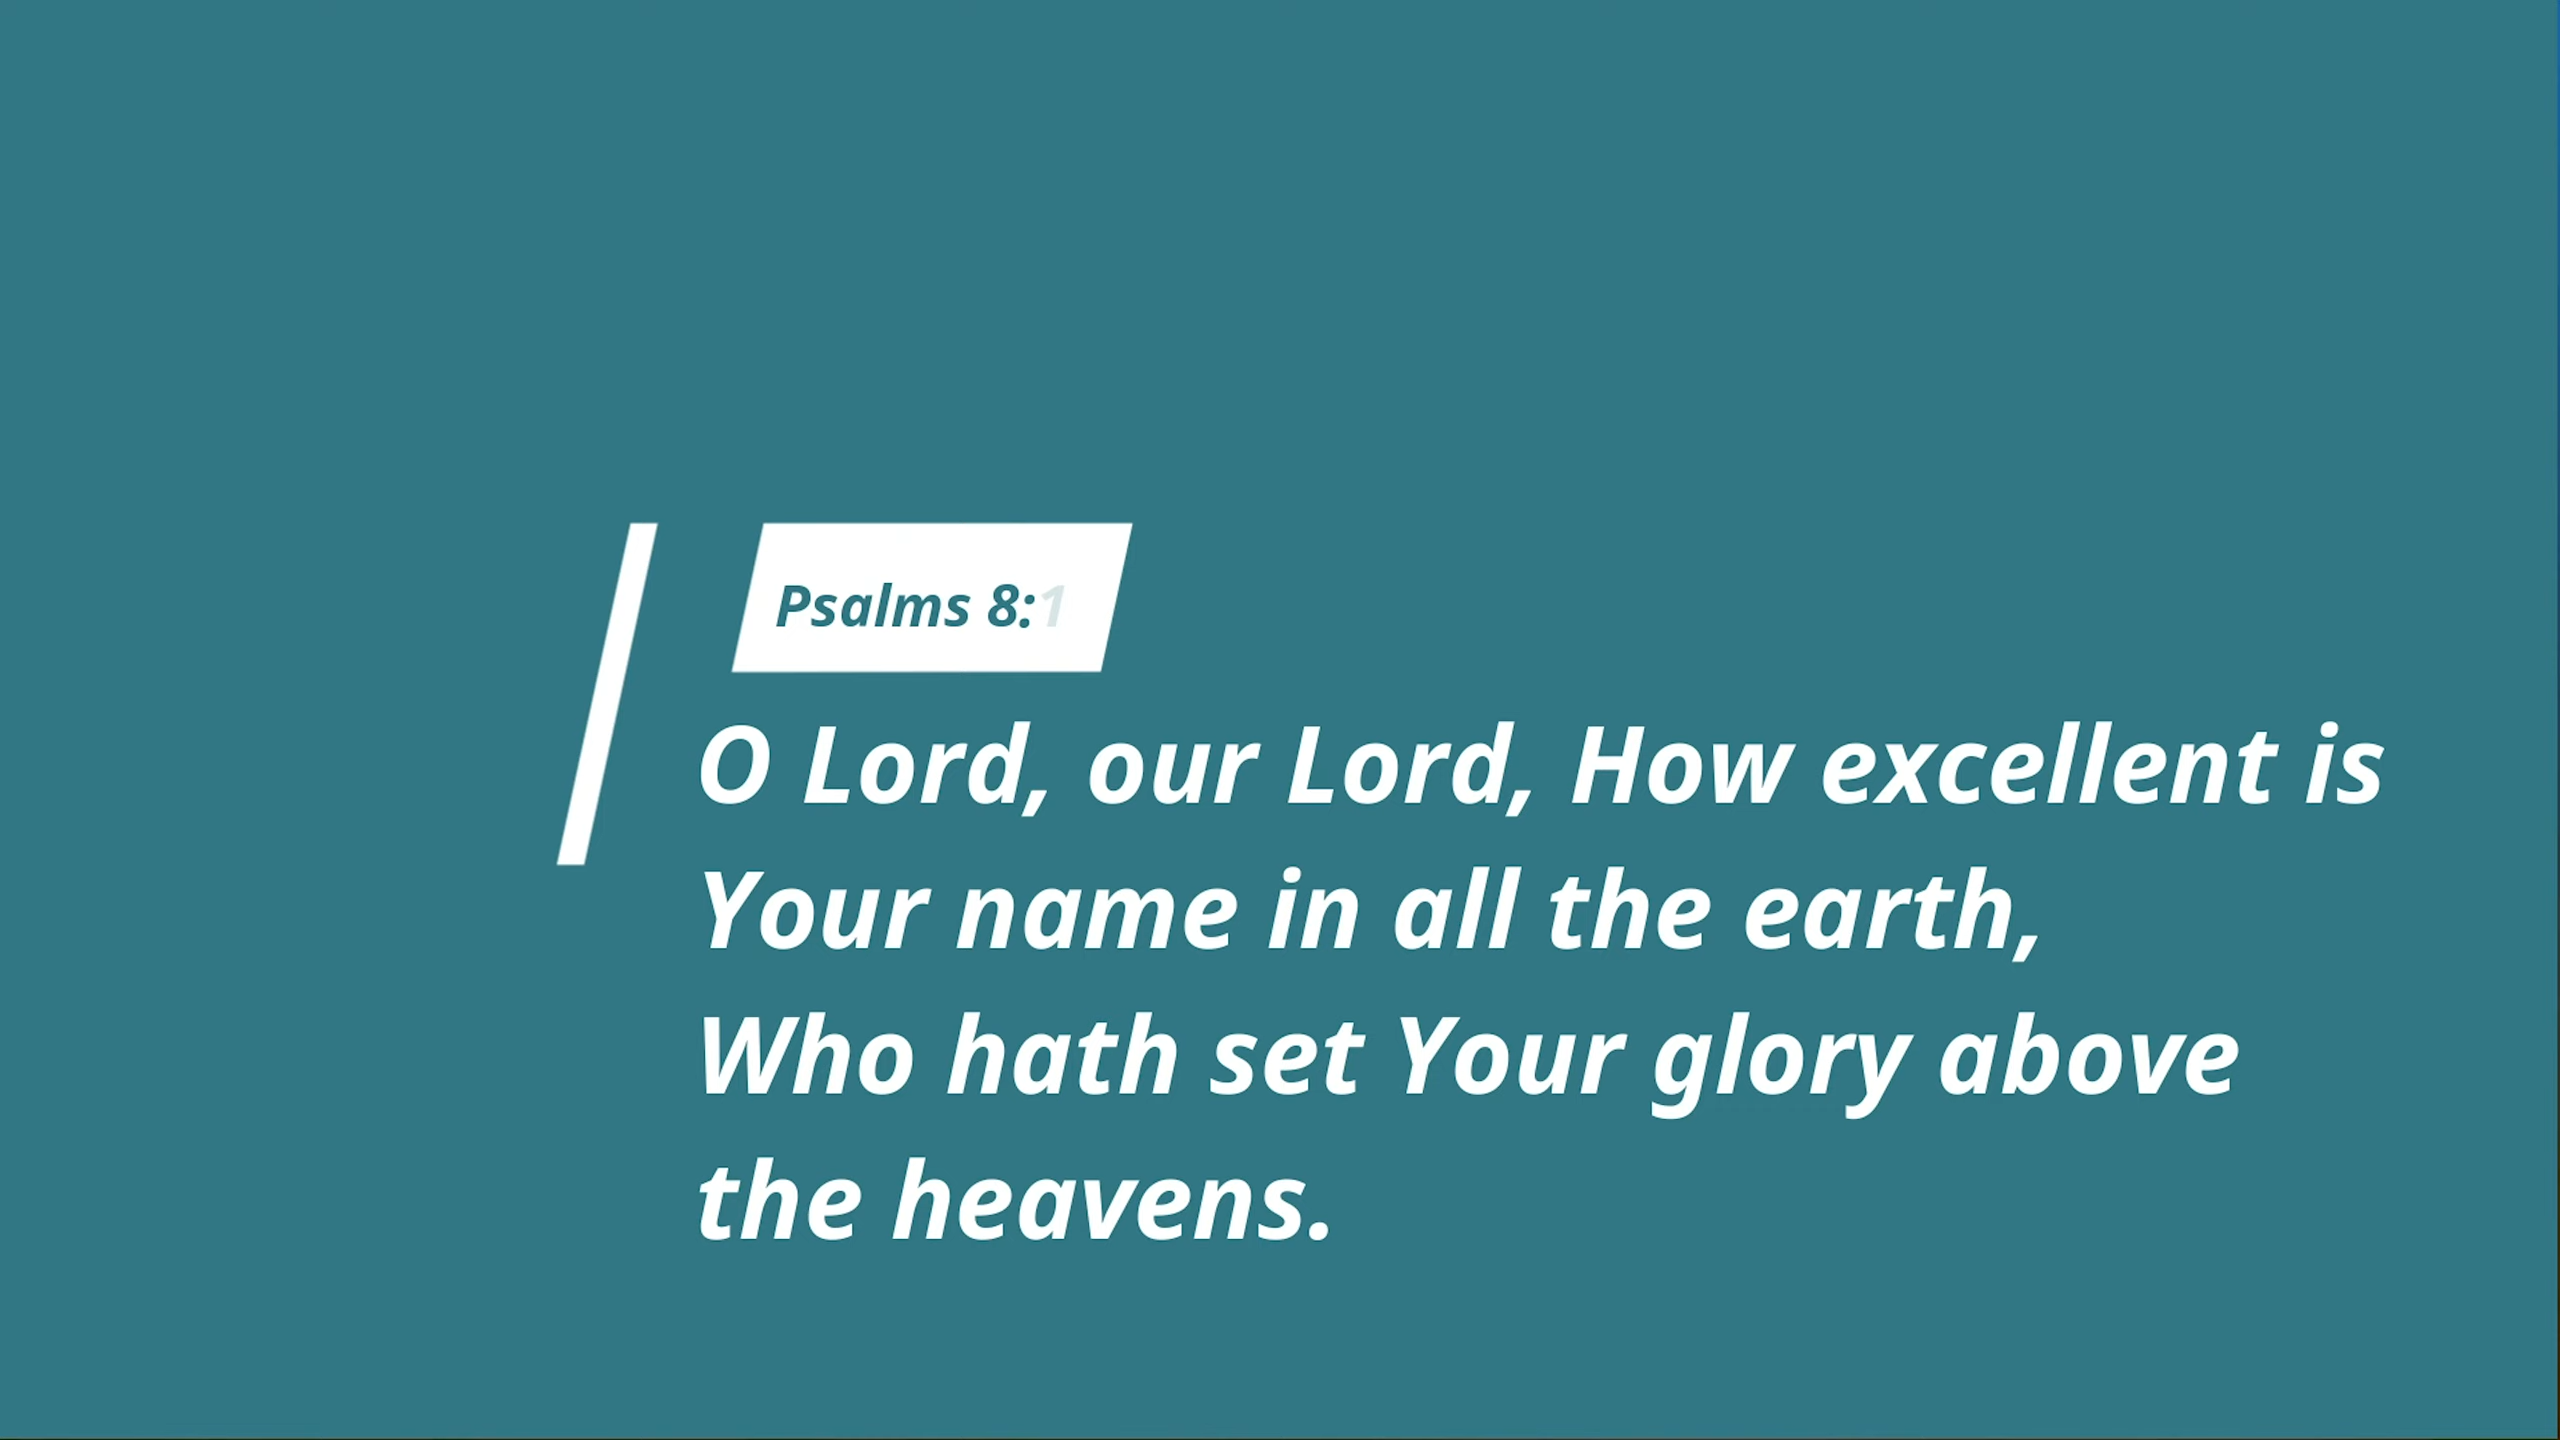 Psalms 8:1
O Lord, our Lord, How excellent is
Your name in all the earth,
Who hath set Your glory above
the heavens.